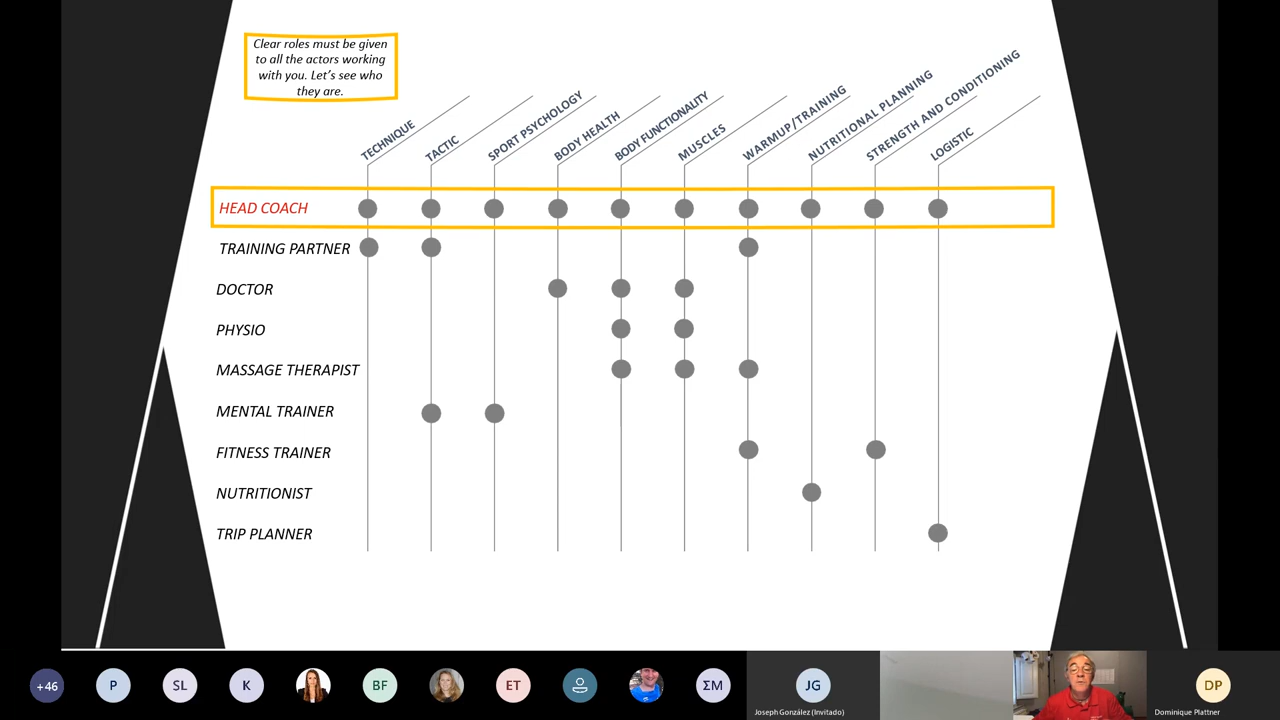 Clear roles must be given
to all the actors working
with you. Let's see who
they are.
TECHNIQUE
TACTIC
SPORT PSYCHOLOGY
BODY HEALTH
BODY FUNCTIONALITY
MUSCLES
WARMUP/TRAINING
NUTRITIONAL PLANNING
STRENGTH AND CONDITIONING
LOGISTIC
HEAD COACH
TRAINING PARTNER
DOCTOR
PHYSIO
MASSAGE THERAPIST
MENTAL TRAINER
FITNESS TRAINER
NUTRITIONIST
TRIP PLANNER
+46
P
SL
K
BF
ET
ΣM
JG
DP
Joseph González (Invitado)
Dominique Plattner